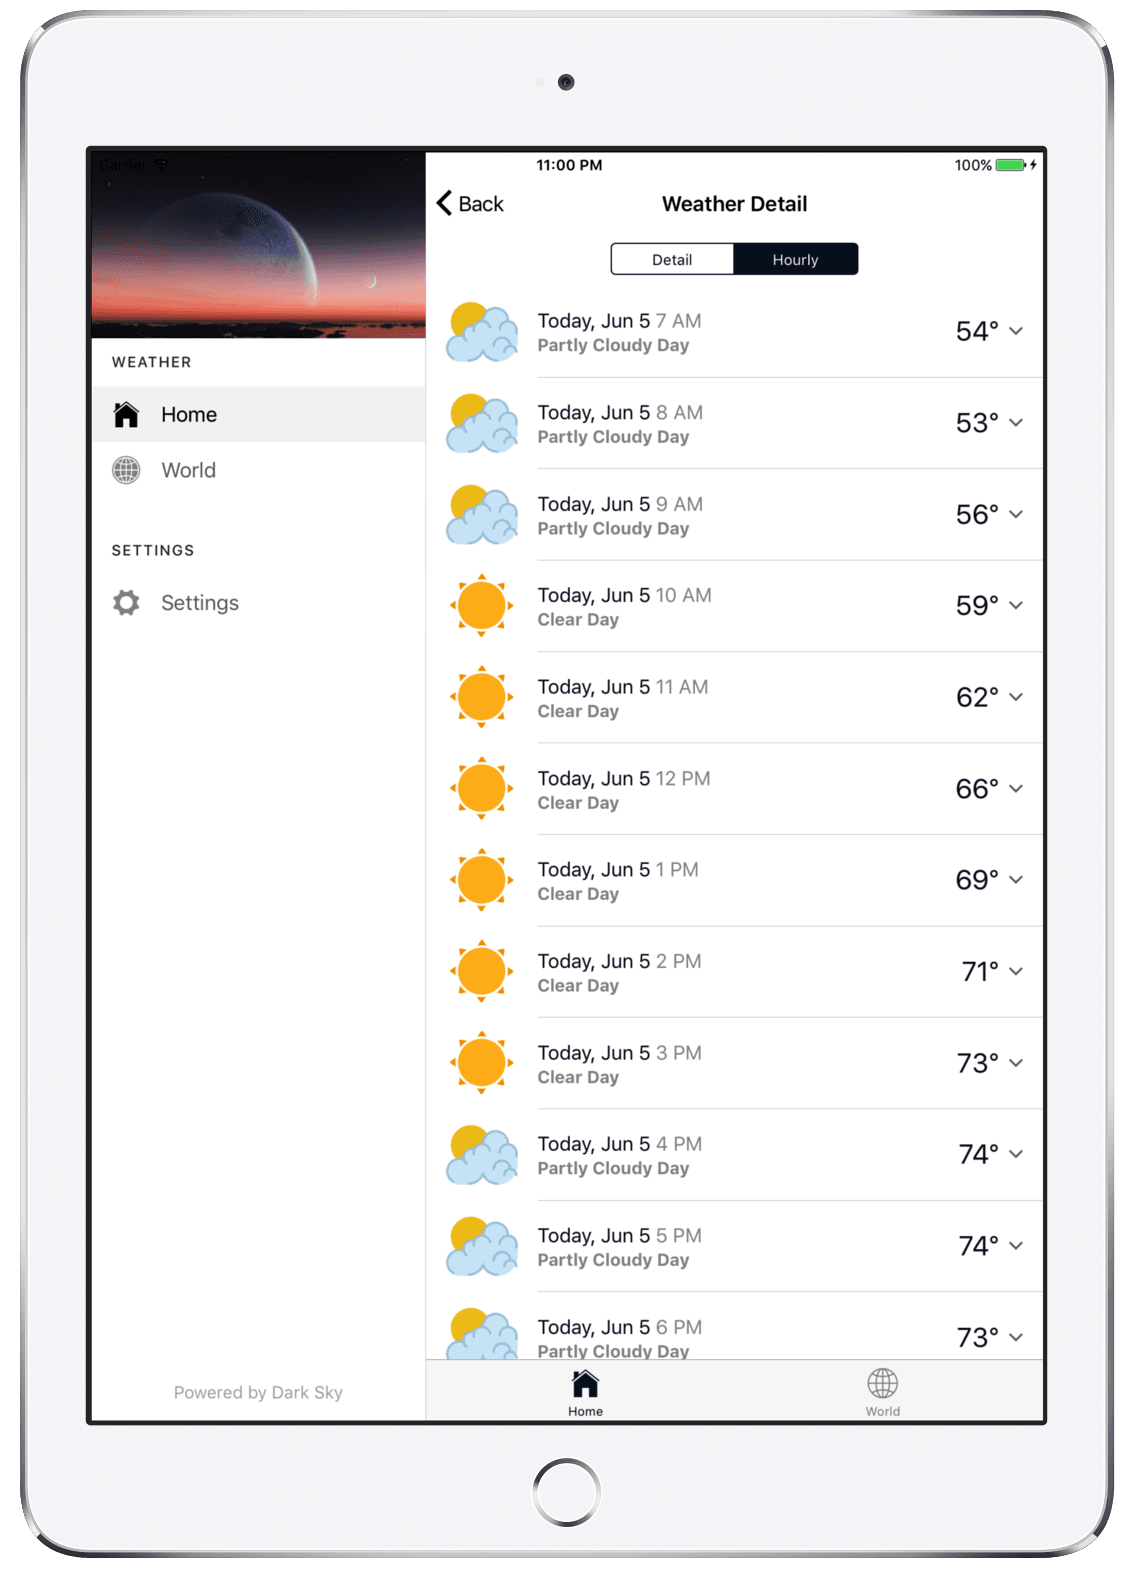 Carrier
11:00 PM
100%
Back
Weather Detail
Detail
Hourly
WEATHER
Home
World
SETTINGS
Settings
Powered by Dark Sky
Today, Jun 5 7 AM
Partly Cloudy Day
54°
Today, Jun 5 8 AM
Partly Cloudy Day
53°
Today, Jun 5 9 AM
Partly Cloudy Day
56°
Today, Jun 5 10 AM
Clear Day
59°
Today, Jun 5 11 AM
Clear Day
62°
Today, Jun 5 12 PM
Clear Day
66°
Today, Jun 5 1 PM
Clear Day
69°
Today, Jun 5 2 PM
Clear Day
71°
Today, Jun 5 3 PM
Clear Day
73°
Today, Jun 5 4 PM
Partly Cloudy Day
74°
Today, Jun 5 5 PM
Partly Cloudy Day
74°
Today, Jun 5 6 PM
Partly Cloudy Day
73°
Home
World